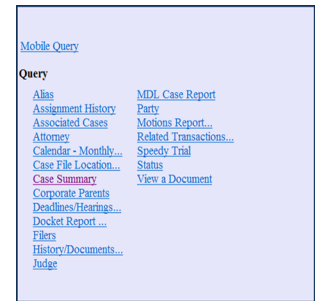 Mobile Query
Query
Alias
Assignment History
Associated Cases
Attorney
Calendar - Monthly...
Case File Location...
Case Summary
Corporate Parents
Deadlines/Hearings...
Docket Report ...
Filers
History/Documents...
Judge
MDL Case Report
Party
Motions Report...
Related Transactions...
Speedy Trial
Status
View a Document